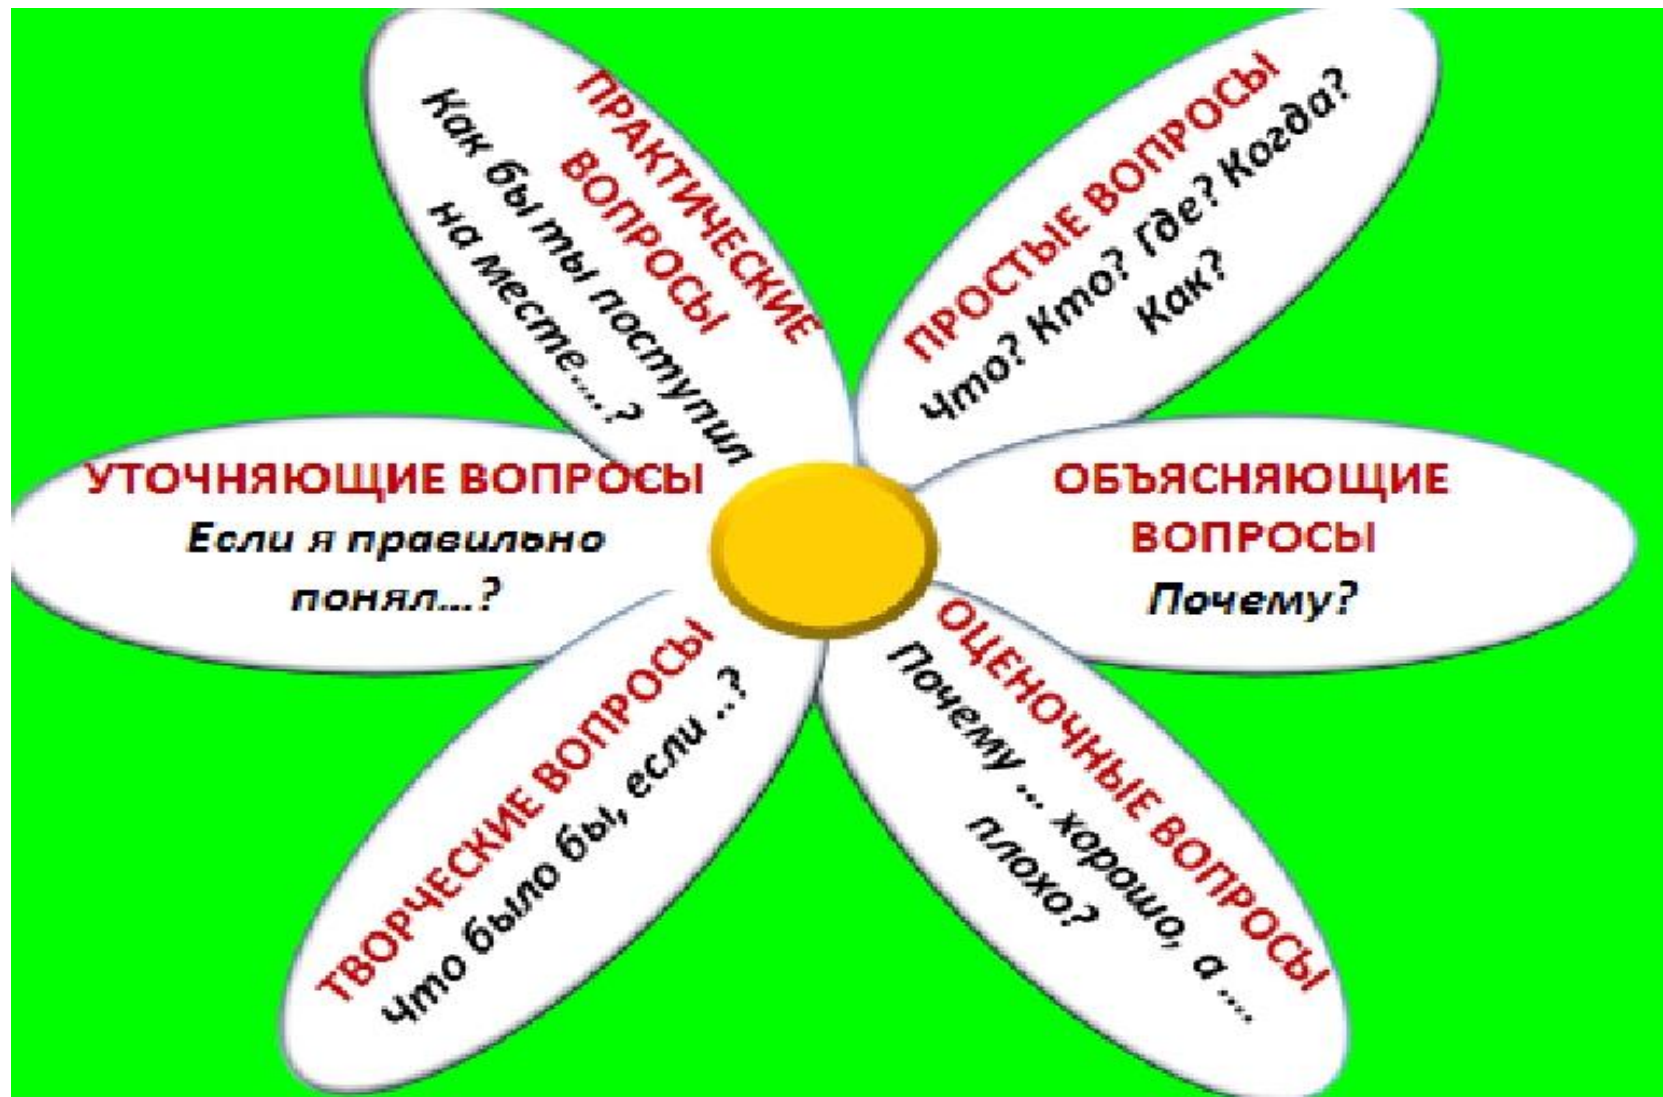 ПРАКТИЧЕСКИЕ
ВОПРОСЫ
Как бы ты поступил
на месте....?
ПРОСТЫЕ ВОПРОСЫ
Что? Кто? Где? Когда?
Как?
УТОЧНЯЮЩИЕ ВОПРОСЫ
Если я правильно
понял...?
ОБЪЯСНЯЮЩИЕ
ВОПРОСЫ
Почему?
ТВОРЧЕСКИЕ ВОПРОСЫ
Что было бы, если ..?
ОЦЕНОЧНЫЕ ВОПРОСЫ
Почему ... хорошо, а ....
плохо?